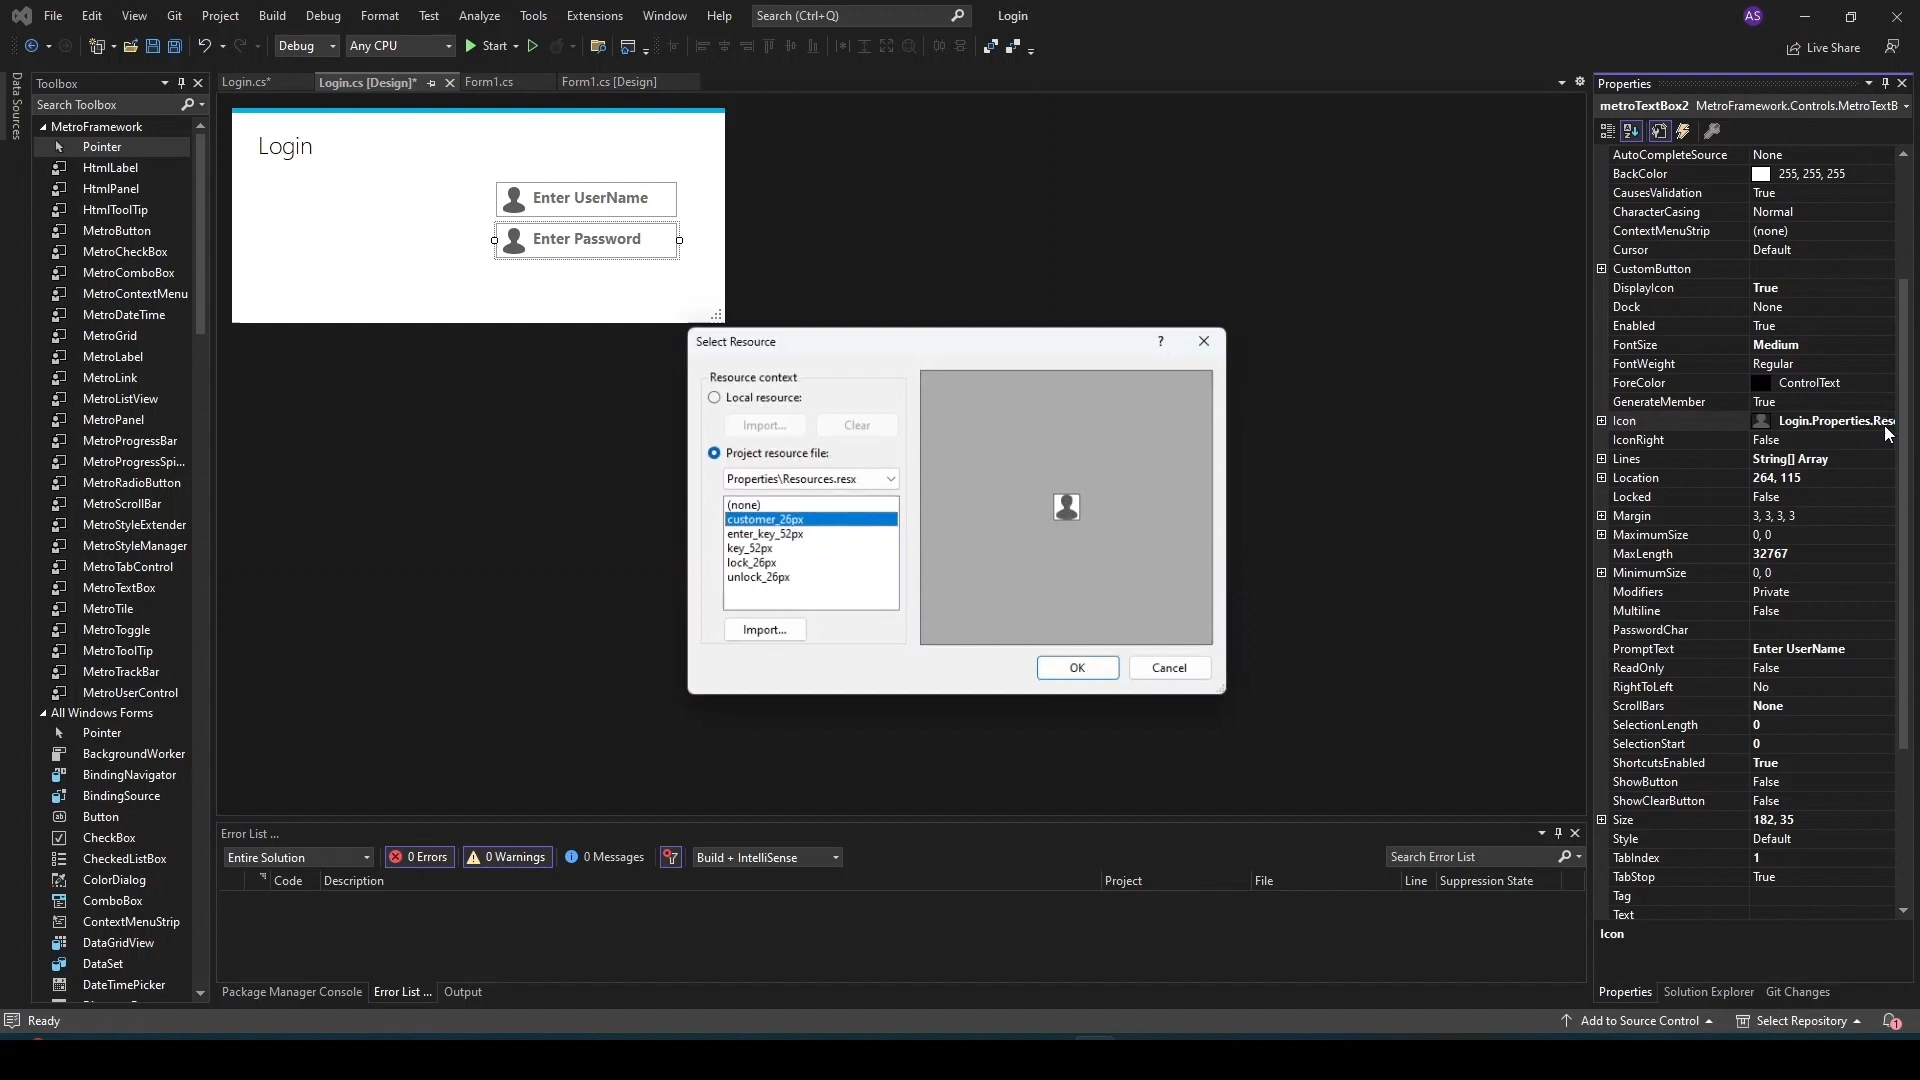 File Edit View Git Project Build Debug Format Test Analyze Tools Extensions Window Help Search (Ctrl+Q) Login AS
Debug Any CPU Start Live Share
Data Sources
Toolbox
Search Toolbox
MetroFramework
Pointer
HtmlLabel
HtmlPanel
HtmlToolTip
MetroButton
MetroCheckBox
MetroComboBox
MetroContextMenu
MetroDateTime
MetroGrid
MetroLabel
MetroLink
MetroListView
MetroPanel
MetroProgressBar
MetroProgressSpi...
MetroRadioButton
MetroScrollBar
MetroStyleExtender
MetroStyleManager
MetroTabControl
MetroTextBox
MetroTile
MetroToggle
MetroToolTip
MetroTrackBar
MetroUserControl
All Windows Forms
Pointer
BackgroundWorker
BindingNavigator
BindingSource
Button
CheckBox
CheckedListBox
ColorDialog
ComboBox
ContextMenuStrip
DataGridView
DataSet
DateTimePicker
Login.cs* Login.cs [Design]* Form1.cs Form1.cs [Design]
Login
Enter UserName
Enter Password
Select Resource ?
Resource context
Local resource:
Import... Clear
Project resource file:
Properties\Resources.resx
(none)
customer_26px
enter_key_52px
key_52px
lock_26px
unlock_26px
Import...
OK Cancel
Error List ...
Entire Solution 0 Errors 0 Warnings 0 Messages Build + IntelliSense Search Error List
Code Description Project File Line Suppression State
Package Manager Console Error List ... Output
Properties
metroTextBox2 MetroFramework.Controls.MetroTextB
AutoCompleteSource None
BackColor 255, 255, 255
CausesValidation True
CharacterCasing Normal
ContextMenuStrip (none)
Cursor Default
CustomButton
DisplayIcon True
Dock None
Enabled True
FontSize Medium
FontWeight Regular
ForeColor ControlText
GenerateMember True
Icon Login.Properties.Res
IconRight False
Lines String[] Array
Location 264, 115
Locked False
Margin 3, 3, 3, 3
MaximumSize 0, 0
MaxLength 32767
MinimumSize 0, 0
Modifiers Private
Multiline False
PasswordChar
PromptText Enter UserName
ReadOnly False
RightToLeft No
ScrollBars None
SelectionLength 0
SelectionStart 0
ShortcutsEnabled True
ShowButton False
ShowClearButton False
Size 182, 35
Style Default
TabIndex 1
TabStop True
Tag
Text
Icon
Properties Solution Explorer Git Changes
Ready Add to Source Control Select Repository 1